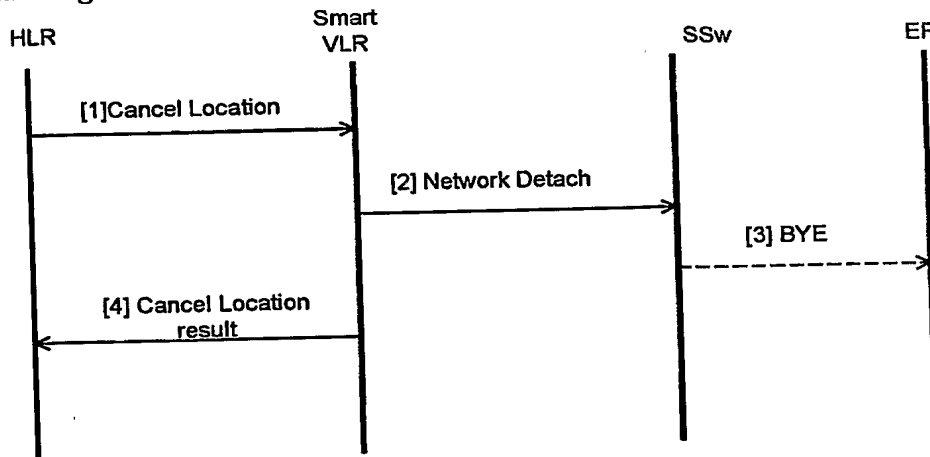 HLR
Smart
VLR
SSw
[1]Cancel Location
[2] Network Detach
[3] BYE
[4] Cancel Location
result